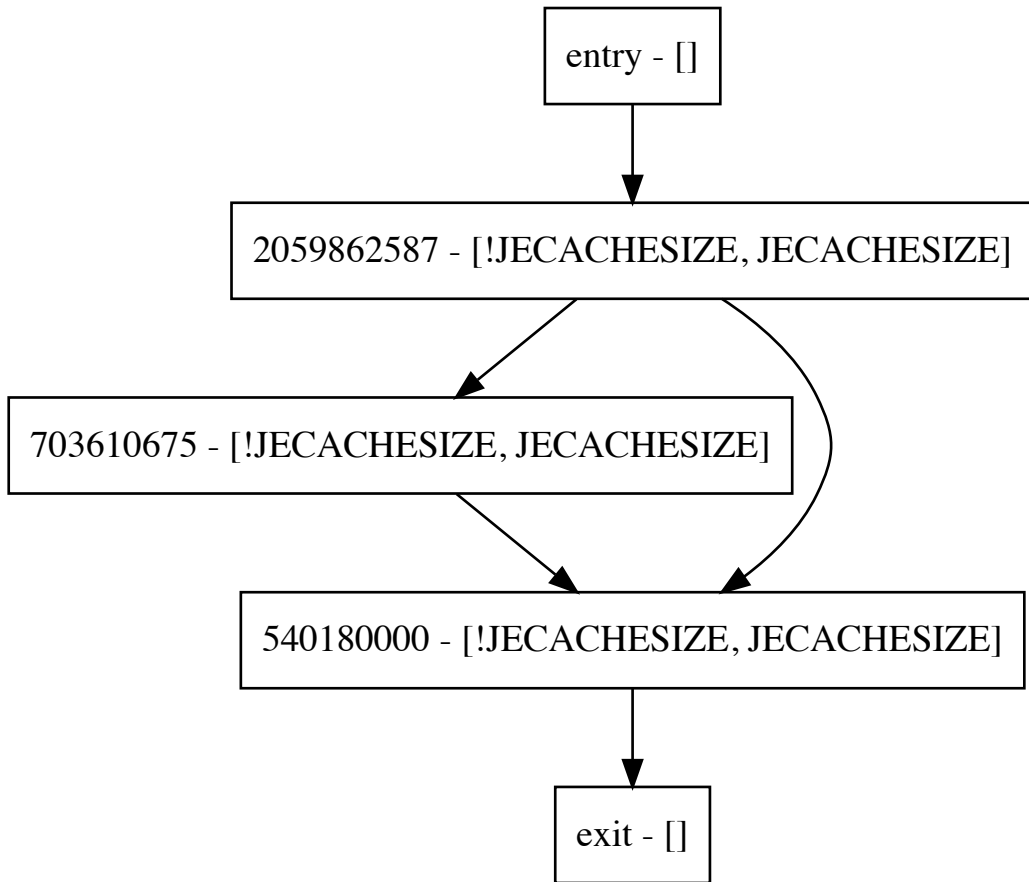 entry - []
2059862587 - [!JECACHESIZE, JECACHESIZE]
703610675 - [!JECACHESIZE, JECACHESIZE]
540180000 - [!JECACHESIZE, JECACHESIZE]
exit - []